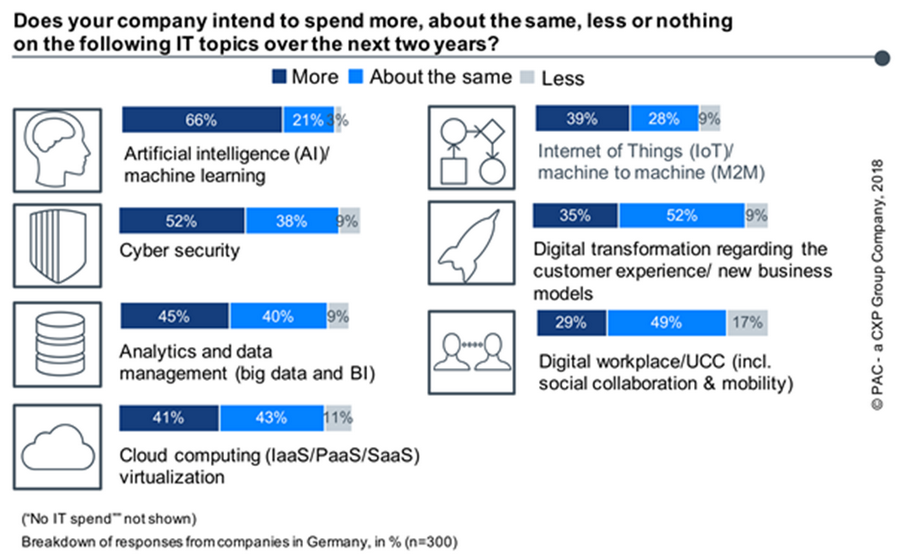 Does your company intend to spend more, about the same, less or nothing
on the following IT topics over the next two years?
More About the same Less
66% 21% 3%
Artificial intelligence (AI)/
machine learning
52% 38% 9%
Cyber security
45% 40% 9%
Analytics and data
management (big data and BI)
41% 43% 11%
Cloud computing (IaaS/PaaS/SaaS)
virtualization
39% 28% 9%
Internet of Things (IoT)/
machine to machine (M2M)
35% 52% 9%
Digital transformation regarding the
customer experience/ new business
models
29% 49% 17%
Digital workplace/UCC (incl.
social collaboration & mobility)
© PAC - a CXP Group Company, 2018
("No IT spend"" not shown)
Breakdown of responses from companies in Germany, in % (n=300)